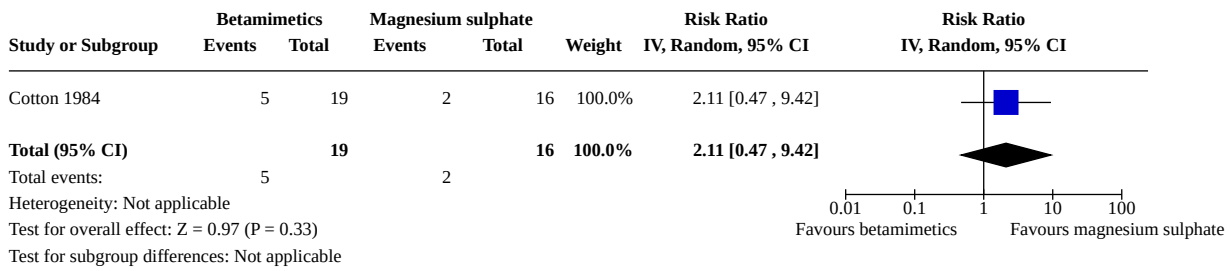 Betamimetics Magnesium sulphate Risk Ratio Risk Ratio
Study or Subgroup Events Total Events Total Weight IV, Random, 95% CI IV, Random, 95% CI
Cotton 1984 5 19 2 16 100.0% 2.11 [0.47 , 9.42]
Total (95% CI) 19 16 100.0% 2.11 [0.47 , 9.42]
Total events: 5 2
Heterogeneity: Not applicable
0.01 0.1 1 10 100
Test for overall effect: Z = 0.97 (P = 0.33) Favours betamimetics Favours magnesium sulphate
Test for subgroup differences: Not applicable